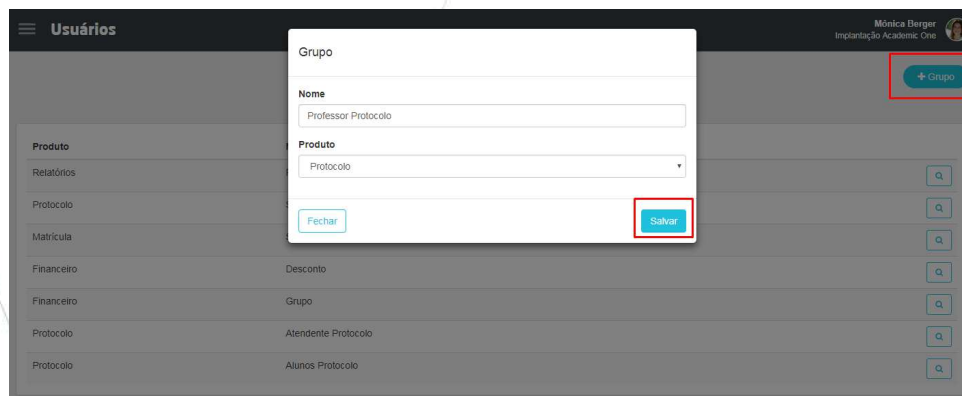 Usuários
Mônica Berger
Implantação Academic One
+ Grupo
Grupo
Nome
Professor Protocolo
Produto
Protocolo
Fechar
Salvar
Produto
Relatórios
Protocolo
Matrícula
Financeiro Desconto
Financeiro Grupo
Protocolo Atendente Protocolo
Protocolo Alunos Protocolo